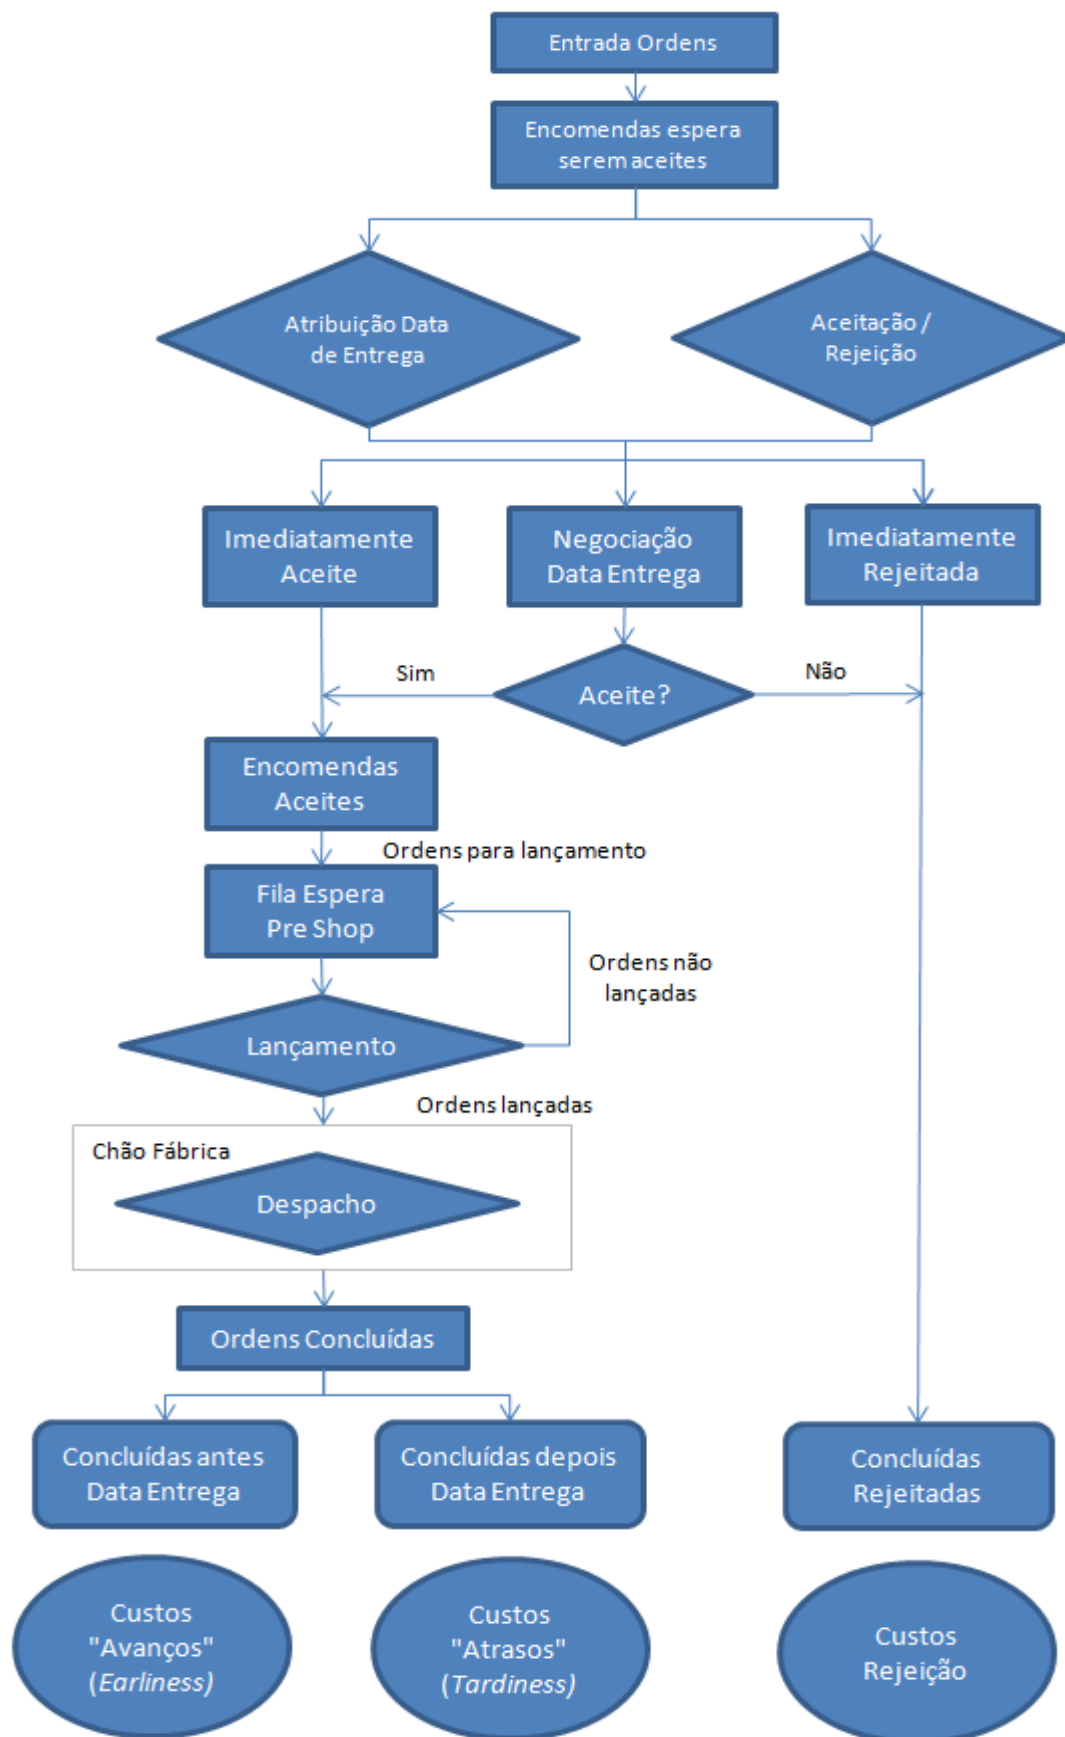 Entrada Ordens
Encomendas espera
serem aceites
Atribuição Data
de Entrega
Aceitação /
Rejeição
Imediatamente
Aceite
Negociação
Data Entrega
Imediatamente
Rejeitada
Sim
Aceite?
Não
Encomendas
Aceites
Ordens para lançamento
Fila Espera
Pre Shop
Ordens não
lançadas
Lançamento
Ordens lançadas
Chão Fábrica
Despacho
Ordens Concluídas
Concluídas antes
Data Entrega
Concluídas depois
Data Entrega
Concluídas
Rejeitadas
Custos
"Avanços"
(Earliness)
Custos
"Atrasos"
(Tardiness)
Custos
Rejeição